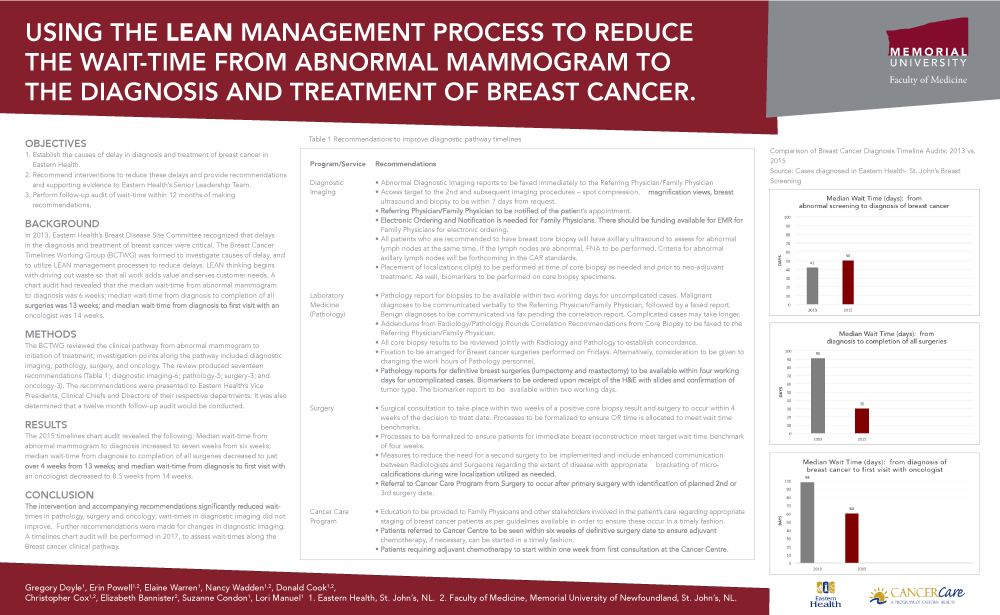 USING THE LEAN MANAGEMENT PROCESS TO REDUCE
THE WAIT-TIME FROM ABNORMAL MAMMOGRAM TO
THE DIAGNOSIS AND TREATMENT OF BREAST CANCER.
MEMORIAL
UNIVERSITY
Faculty of Medicine
OBJECTIVES
1. Establish the causes of delay in diagnosis and treatment of breast cancer in
Eastern Health.
2. Recommend interventions to reduce these delays and provide recommendations
and supporting evidence to Eastern Health's Senior Leadership Team.
3. Perform follow-up audit of wait-time within 12 months of making
recommendations.
BACKGROUND
In 2013, Eastern Health's Breast Disease Site Committee recognized that delays
in the diagnosis and treatment of breast cancer were critical. The Breast Cancer
Timelines Working Group (BCTWG) was formed to investigate causes of delay, and
to utilize LEAN management processes to reduce delays. LEAN thinking begins
with driving out waste so that all work adds value and serves customer needs. A
chart audit had revealed that the median wait-time from abnormal mammogram
to diagnosis was 6 weeks; median wait-time from diagnosis to completion of all
surgeries was 13 weeks; and median wait-time from diagnosis to first visit with an
oncologist was 14 weeks.
METHODS
The BCTWG reviewed the clinical pathway from abnormal mammogram to
initiation of treatment; investigation points along the pathway included diagnostic
imaging, pathology, surgery, and oncology. The review produced seventeen
recommendations (Table 1; diagnostic imaging-6; pathology-5; surgery-3; and
oncology-3). The recommendations were presented to Eastern Health's Vice
Presidents, Clinical Chiefs and Directors of their respective departments. It was also
determined that a twelve month follow-up audit would be conducted.
RESULTS
The 2015 timelines chart audit revealed the following: Median wait-time from
abnormal mammogram to diagnosis increased to seven weeks from six weeks;
median wait-time from diagnosis to completion of all surgeries decreased to just
over 4 weeks from 13 weeks; and median wait-time from diagnosis to first visit with
an oncologist decreased to 8.5 weeks from 14 weeks.
CONCLUSION
The intervention and accompanying recommendations significantly reduced wait-
times in pathology, surgery and oncology; wait-times in diagnostic imaging did not
improve. Further recommendations were made for changes in diagnostic imaging.
A timelines chart audit will be performed in 2017, to assess wait-times along the
Breast cancer clinical pathway.
Table 1 Recommendations to improve diagnostic pathway timelines
Program/Service Recommendations
Diagnostic
Imaging
• Abnormal Diagnostic Imaging reports to be faxed immediately to the Referring Physician/Family Physician
• Access target to the 2nd and subsequent imaging procedures – spot compression, magnification views, breast
ultrasound and biopsy to be within 7 days from request.
• Referring Physician/Family Physician to be notified of the patient's appointment.
• Electronic Ordering and Notification is needed for Family Physicians. There should be funding available for EMR for
Family Physicians for electronic ordering.
• All patients who are recommended to have breast core biopsy will have axillary ultrasound to assess for abnormal
lymph nodes at the same time. If the lymph nodes are abnormal, FNA to be performed. Criteria for abnormal
axillary lymph nodes will be forthcoming in the CAR standards.
• Placement of localizations clip(s) to be performed at time of core biopsy as needed and prior to neo-adjuvant
treatment. As well, biomarkers to be performed on core biopsy specimens.
Laboratory
Medicine
(Pathology)
• Pathology report for biopsies to be available within two working days for uncomplicated cases. Malignant
diagnoses to be communicated verbally to the Referring Physician/Family Physician, followed by a faxed report.
Benign diagnoses to be communicated via fax pending the correlation report. Complicated cases may take longer.
• Addendums from Radiology/Pathology Rounds Correlation Recommendations from Core Biopsy to be faxed to the
Referring Physician/Family Physician.
• All core biopsy results to be reviewed jointly with Radiology and Pathology to establish concordance.
• Fixation to be arranged for Breast cancer surgeries performed on Fridays. Alternatively, consideration to be given to
changing the work hours of Pathology personnel.
• Pathology reports for definitive breast surgeries (lumpectomy and mastectomy) to be available within four working
days for uncomplicated cases. Biomarkers to be ordered upon receipt of the H&E with slides and confirmation of
tumor type. The biomarker report to be available within two working days.
Surgery
• Surgical consultation to take place within two weeks of a positive core biopsy result and surgery to occur within 4
weeks of the decision to treat date. Processes to be formalized to ensure OR time is allocated to meet wait time
benchmarks.
• Processes to be formalized to ensure patients for immediate breast reconstruction meet target wait time benchmark
of four weeks.
• Measures to reduce the need for a second surgery to be implemented and include enhanced communication
between Radiologists and Surgeons regarding the extent of disease with appropriate bracketing of micro-
calcifications during wire localization utilized as needed.
• Referral to Cancer Care Program from Surgery to occur after primary surgery with identification of planned 2nd or
3rd surgery date.
Cancer Care
Program
• Education to be provided to Family Physicians and other stakeholders involved in the patient's care regarding appropriate
staging of breast cancer patients as per guidelines available in order to ensure these occur in a timely fashion.
• Patients referred to Cancer Centre to be seen within six weeks of definitive surgery date to ensure adjuvant
chemotherapy, if necessary, can be started in a timely fashion.
• Patients requiring adjuvant chemotherapy to start within one week from first consultation at the Cancer Centre.
Comparison of Breast Cancer Diagnosis Timeline Audits: 2013 vs.
2015
Source: Cases diagnosed in Eastern Health- St. John's Breast
Screening
Median Wait Time (days): from
abnormal screening to diagnosis of breast cancer
100
90
80
70
60
50
40
30
20
10
0
DAYS
42
50
2013 2015
Median Wait Time (days): from
diagnosis to completion of all surgeries
100
90
80
70
60
50
40
30
20
10
0
DAYS
91
30
2013 2015
Median Wait Time (days): from diagnosis of
breast cancer to first visit with oncologist
100
90
80
70
60
50
40
30
20
10
0
DAYS
98
60
2013 2015
Gregory Doyle¹, Erin Powell¹,², Elaine Warren¹, Nancy Wadden¹,², Donald Cook¹,²,
Christopher Cox¹,², Elizabeth Bannister², Suzanne Condon¹, Lori Manuel¹ 1. Eastern Health, St. John's, NL. 2. Faculty of Medicine, Memorial University of Newfoundland, St. John's, NL.
Eastern
Health
CANCERCare
A PROGRAM OF EASTERN HEALTH